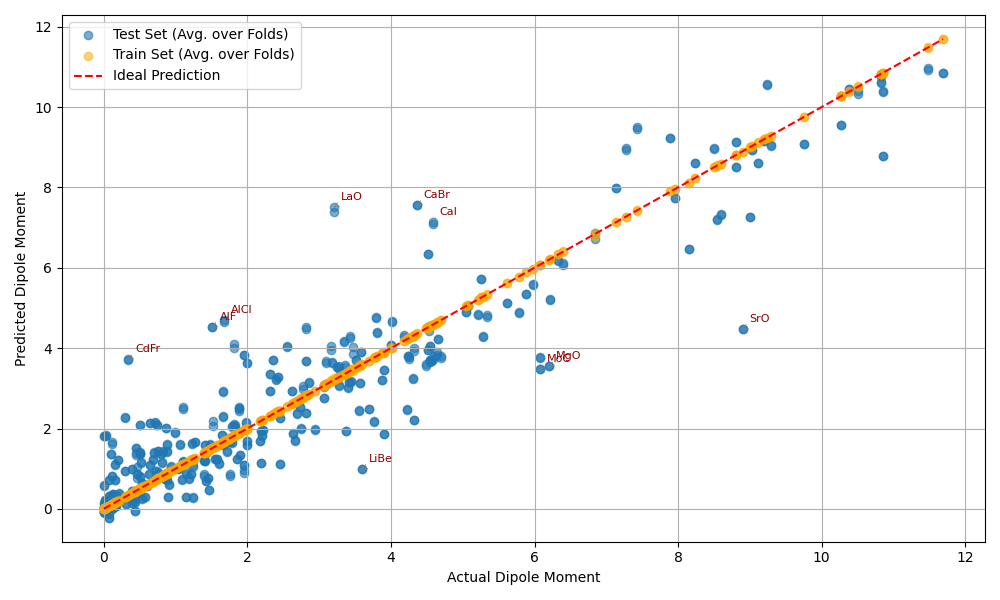 Test Set (Avg. over Folds)
Train Set (Avg. over Folds)
Ideal Prediction
Predicted Dipole Moment
12
10
8
6
4
2
0
LaO
CaBr
CaI
AlCl
AlF
SrO
CdFr
MgO
LiBe
0 2 4 6 8 10 12
Actual Dipole Moment